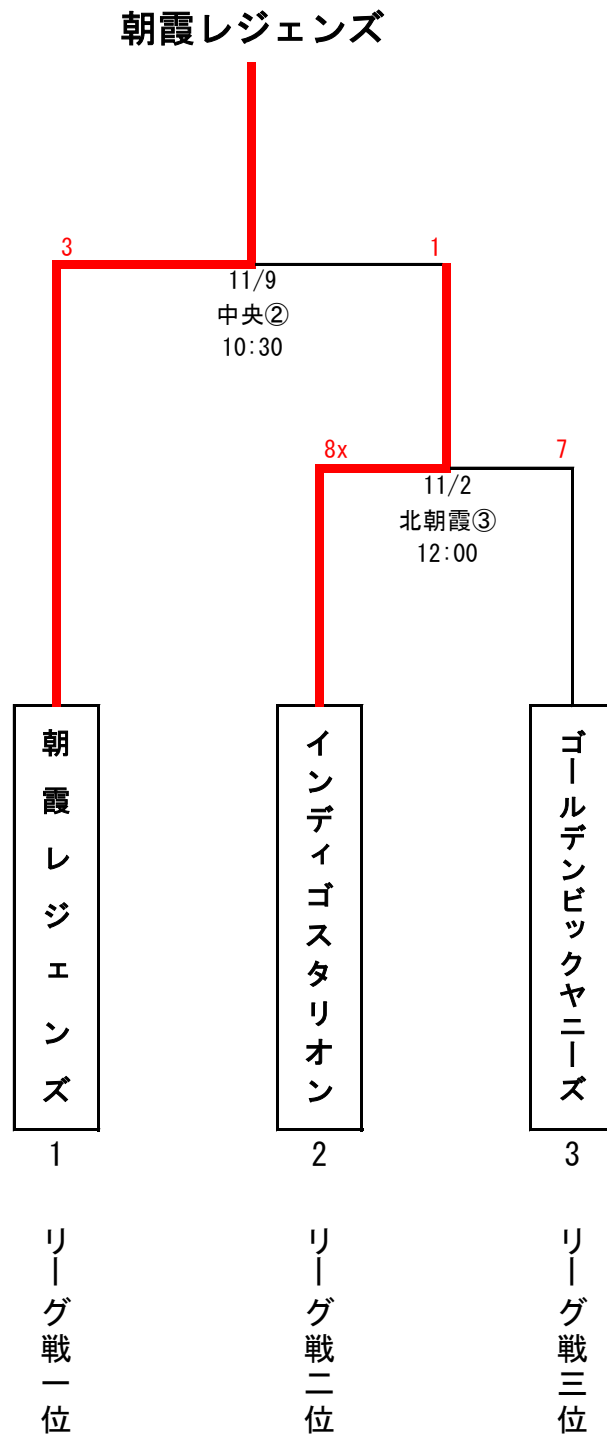 朝霞レジェンズ
3
1
11/9
中央②
10:30
8x
7
11/2
北朝霞③
12:00
朝霞レジェンズ
インディゴスタリオン
ゴールデンビックヤニーズ
1
2
3
リーグ戦一位
リーグ戦二位
リーグ戦三位